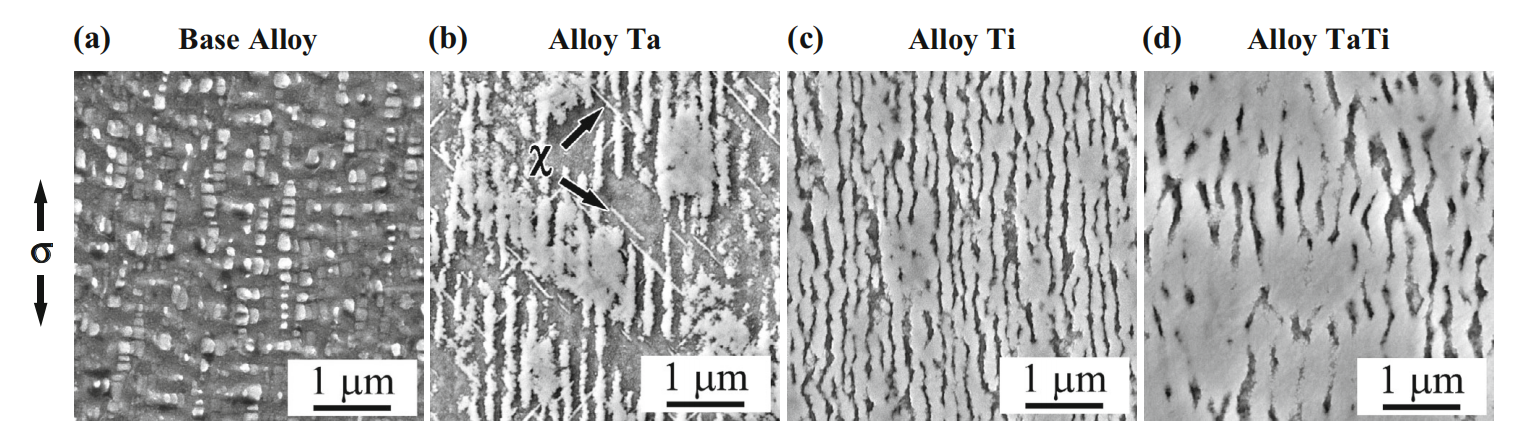 (a) Base Alloy (b) Alloy Ta (c) Alloy Ti (d) Alloy TaTi
χ
σ
1 μm 1 μm 1 μm 1 μm